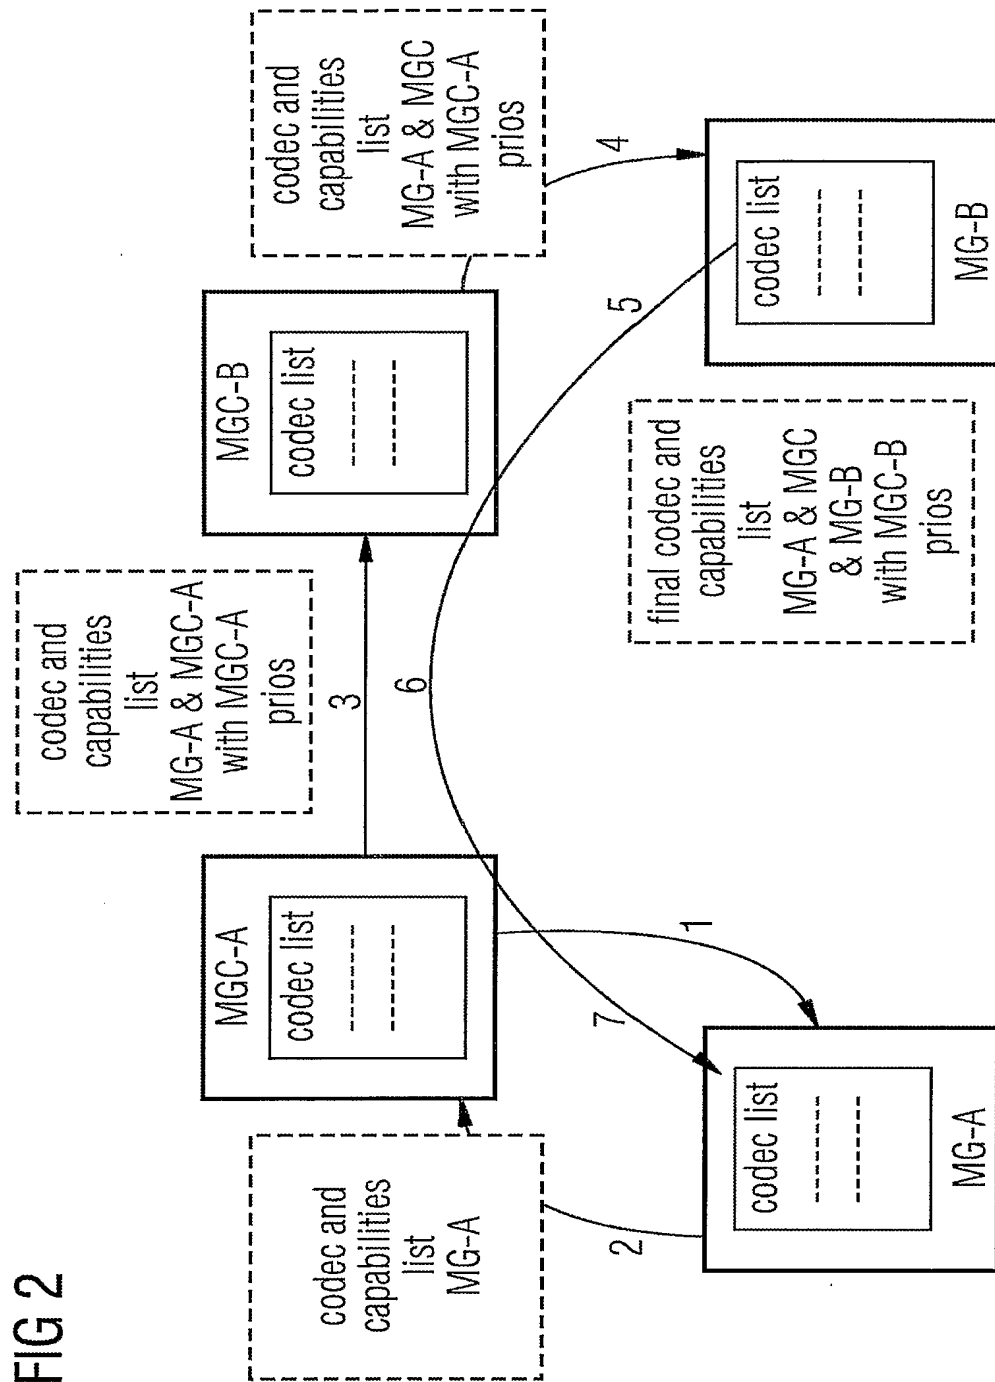 FIG 2
codec and
capabilities
list
MG-A & MGC-A
with MGC-A
prios
MGC-A
codec list
3
MGC-B
codec list
codec and
capabilities
list
MG-A
codec and
capabilities
list
MG-A & MGC
with MGC-A
prios
2
1
7
6
5
4
codec list
MG-A
final codec and
capabilities
list
MG-A & MGC
& MG-B
with MGC-B
prios
codec list
MG-B